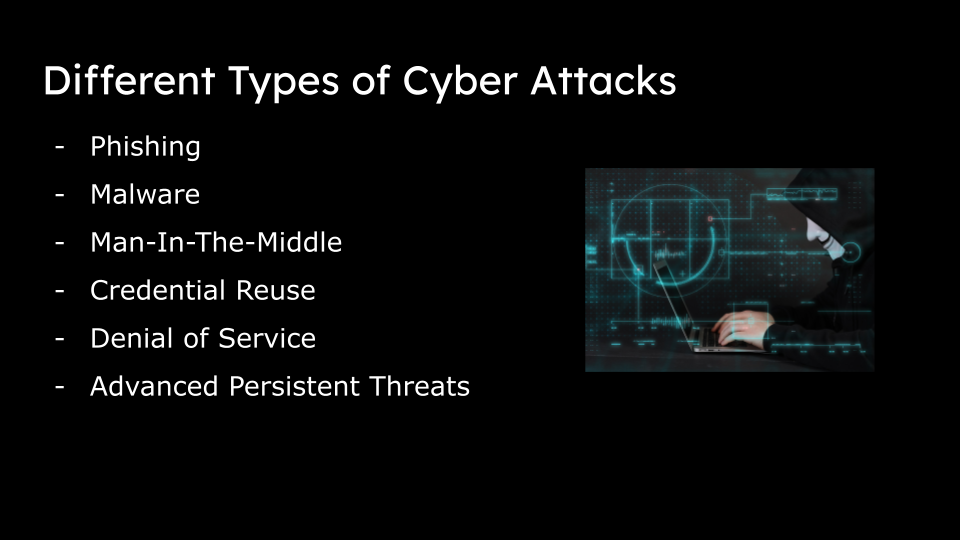 Different Types of Cyber Attacks
- Phishing
- Malware
- Man-In-The-Middle
- Credential Reuse
- Denial of Service
- Advanced Persistent Threats